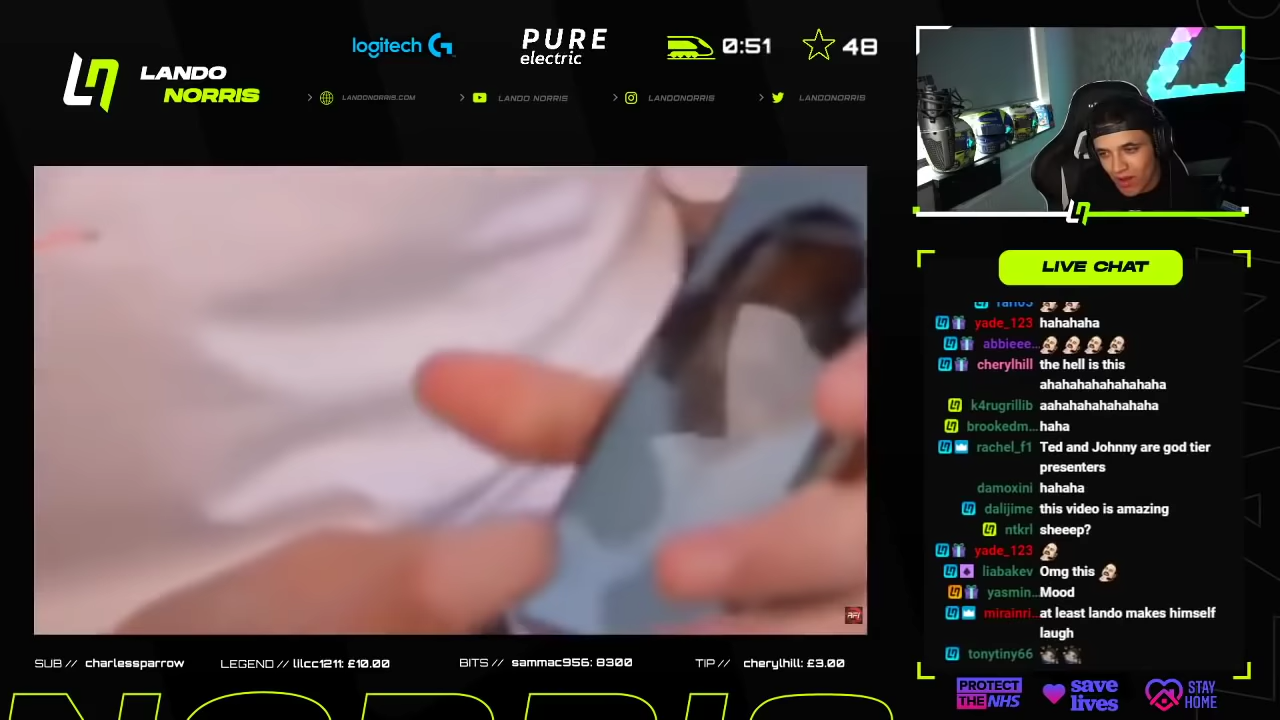 logitech G
PURE
electric
0:51
48
LANDO
NORRIS
LANDONORRIS.COM
LANDO NORRIS
LANDONORRIS
LANDONORRIS
LIVE CHAT
yade_123 hahahaha
abbieee...
cherylhill the hell is this
ahahahahahahahaha
k4rugrillib aahahahahahahaha
brookedm... haha
rachel_f1 Ted and Johnny are god tier
presenters
damoxini hahaha
dalijime this video is amazing
ntkrl sheeep?
yade_123
liabakev Omg this
yasmin... Mood
mirainri... at least lando makes himself
laugh
tonytiny66
SUB // charlessparrow
LEGEND // lilcc1211: £10.00
BITS // sammac956: 8300
TIP // cherylhill: £3.00
NORRIS
PROTECT
THE NHS
save
lives
STAY
HOME